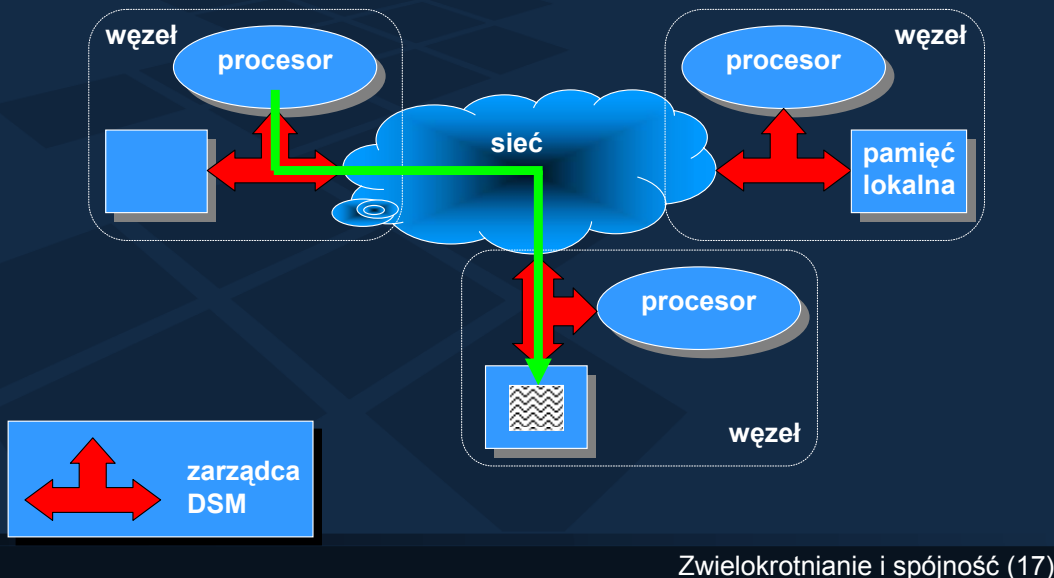 węzeł
procesor
sieć
procesor
węzeł
pamięć
lokalna
procesor
węzeł
zarządca
DSM
Zwielokrotnianie i spójność (17)